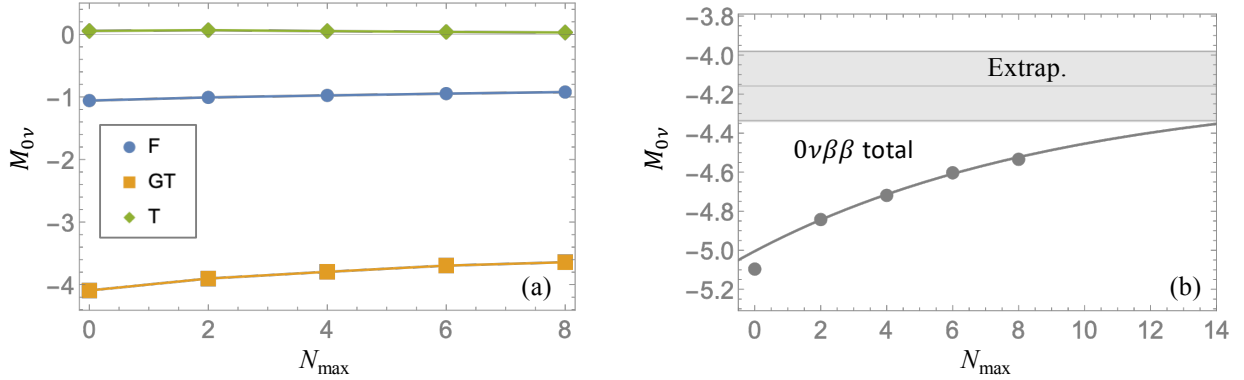 0
−1
−2
−3
−4
M0ν
F
GT
T
(a)
0 2 4 6 8
Nmax
−3.8
−4.0
−4.2
−4.4
−4.6
−4.8
−5.0
−5.2
M0ν
Extrap.
0νββ total
(b)
0 2 4 6 8 10 12 14
Nmax